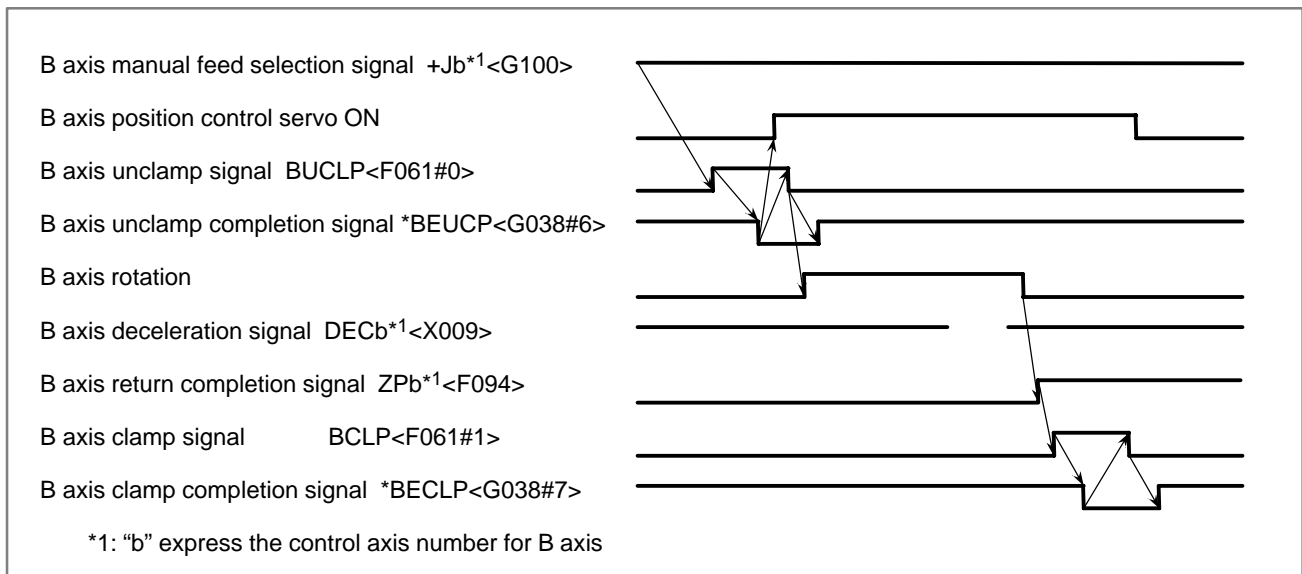 B axis manual feed selection signal +Jb*1<G100>
B axis position control servo ON
B axis unclamp signal BUCLP<F061#0>
B axis unclamp completion signal *BEUCP<G038#6>
B axis rotation
B axis deceleration signal DECb*1<X009>
B axis return completion signal ZPb*1<F094>
B axis clamp signal BCLP<F061#1>
B axis clamp completion signal *BECLP<G038#7>
*1: “b” express the control axis number for B axis